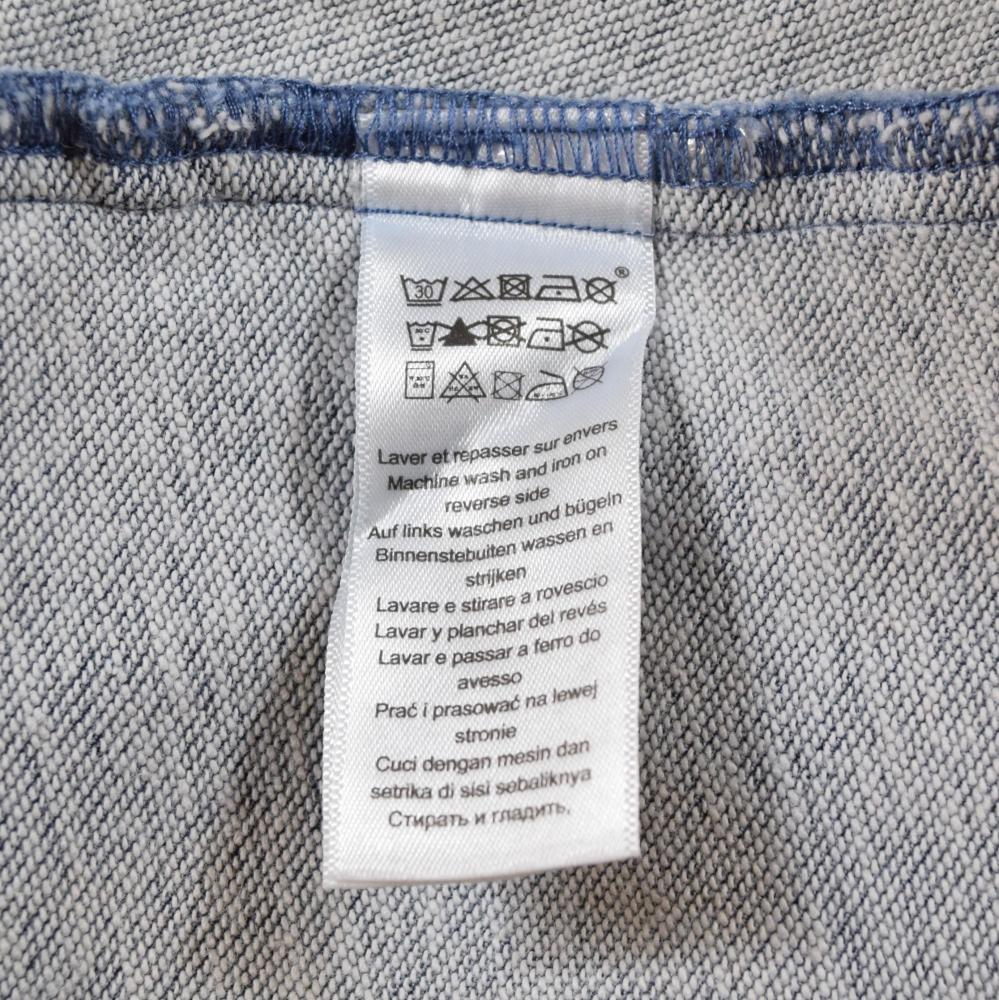 30
®
Laver et repasser sur envers
Machine wash and iron on
reverse side
Auf links waschen und bügeln
Binnenstebuiten wassen en
strijken
Lavare e stirare a rovescio
Lavar y planchar del revés
Lavar e passar a ferro do
avesso
Prać i prasować na lewej
stronie
Cuci dengan mesin dan
setrika di sisi sebaliknya
Стирать и гладить,